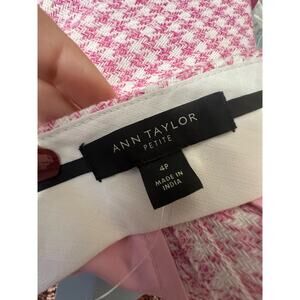 ANN TAYLOR
PETITE
4P
MADE IN
INDIA